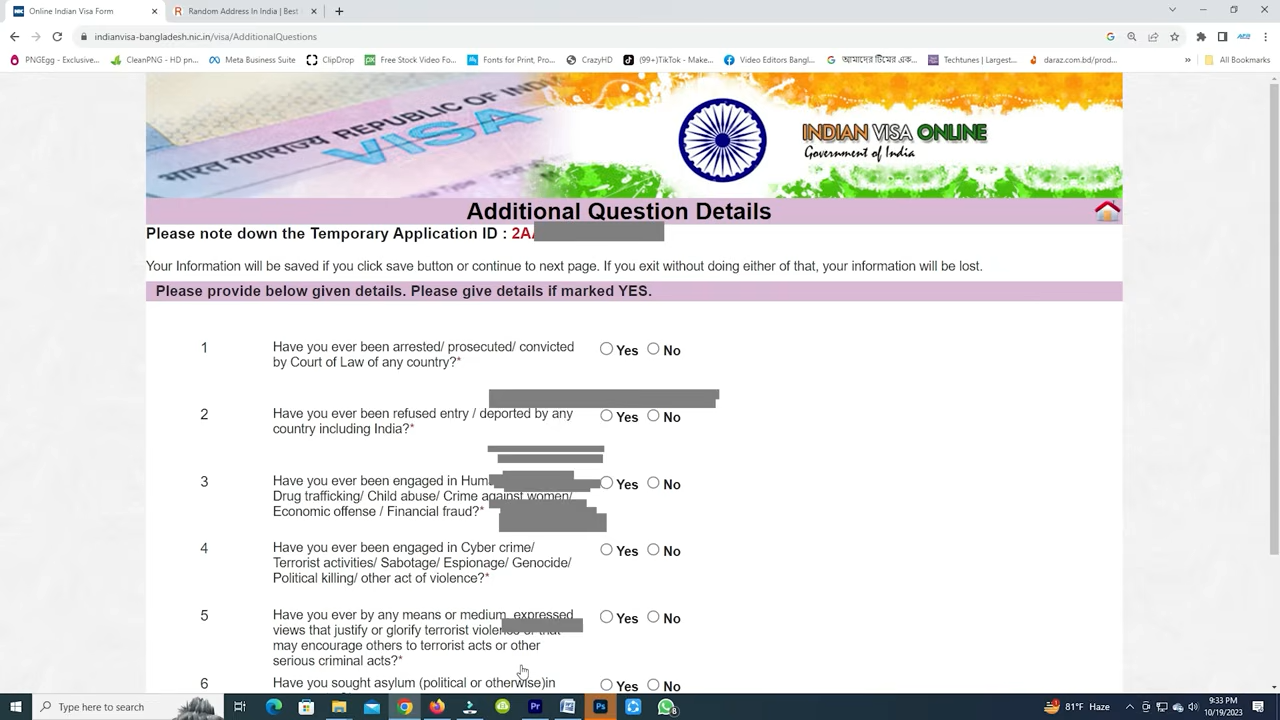 Online Indian Visa Form
Random Address In India | Best
indianvisa-bangladesh.nic.in/visa/AdditionalQuestions
PNGEgg - Exclusive...
CleanPNG - HD pn...
Meta Business Suite
ClipDrop
Free Stock Video Fo...
Fonts for Print, Pro...
CrazyHD
(99+)TikTok - Make...
Video Editors Bangl...
আমাদের টিমের এক...
Techtunes | Largest...
daraz.com.bd/prod...
»
All Bookmarks
REPUBLIC OF IND
भारत गणराज्य
VISA
INDIAN VISA ONLINE
Government of India
Additional Question Details
Please note down the Temporary Application ID : 2A
Your Information will be saved if you click save button or continue to next page. If you exit without doing either of that, your information will be lost.
Please provide below given details. Please give details if marked YES.
1 Have you ever been arrested/ prosecuted/ convicted Yes No
by Court of Law of any country?*
2 Have you ever been refused entry / deported by any Yes No
country including India?*
3 Have you ever been engaged in Hum Yes No
Drug trafficking/ Child abuse/ Crime against women/
Economic offense / Financial fraud?*
4 Have you ever been engaged in Cyber crime/ Yes No
Terrorist activities/ Sabotage/ Espionage/ Genocide/
Political killing/ other act of violence?*
5 Have you ever by any means or medium, expressed Yes No
views that justify or glorify terrorist violence or that
may encourage others to terrorist acts or other
serious criminal acts?*
6 Have you sought asylum (political or otherwise)in Yes No
Type here to search
81°F Haze
9:33 PM
10/19/2023